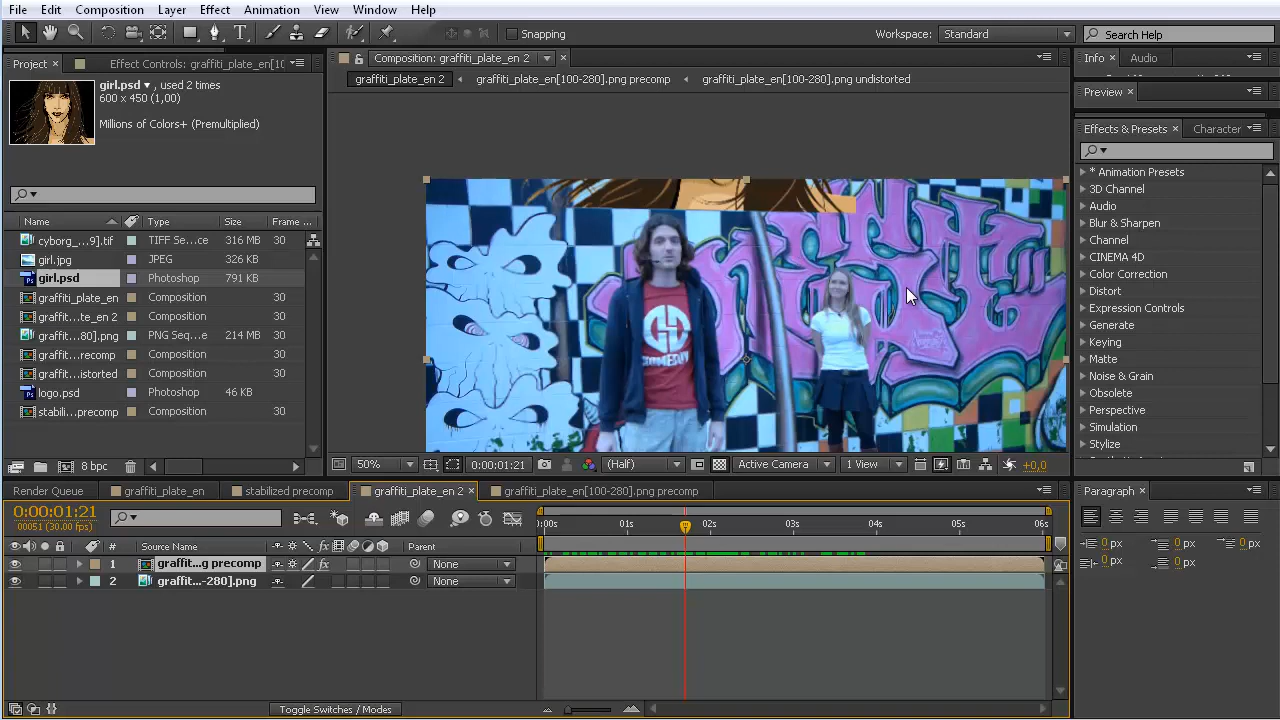 File Edit Composition Layer Effect Animation View Window Help
Snapping
Workspace: Standard
Search Help
Project
Effect Controls: graffiti_plate_en[1(
Composition: graffiti_plate_en 2
Info Audio
graffiti_plate_en 2 graffiti_plate_en[100-280].png precomp graffiti_plate_en[100-280].png undistorted
girl.psd , used 2 times
600 x 450 (1,00)
Millions of Colors+ (Premultiplied)
Preview
Effects & Presets Character
* Animation Presets
3D Channel
Audio
Blur & Sharpen
Channel
CINEMA 4D
Color Correction
Distort
Expression Controls
Generate
Keying
Matte
Noise & Grain
Obsolete
Perspective
Simulation
Stylize
Name Type Size Frame
cyborg_...9].tif TIFF Se...ce 316 MB 30
girl.jpg JPEG 326 KB
girl.psd Photoshop 791 KB
graffiti_plate_en Composition 30
graffit...te_en 2 Composition 30
graffit...80].png PNG Seq...ce 214 MB 30
graffit...recomp Composition 30
graffit...istorted Composition 30
logo.psd Photoshop 46 KB
stabili...precomp Composition 30
8 bpc
50% 0:00:01:21 (Half) Active Camera 1 View +0,0
Render Queue graffiti_plate_en stabilized precomp graffiti_plate_en 2 graffiti_plate_en[100-280].png precomp
Paragraph
0:00:01:21
00051 (30.00 fps)
:00s 01s 02s 03s 04s 05s 06s
# Source Name fx Parent
1 graffit...g precomp fx None
2 graffit...-280].png None
0 px 0 px 0 px
0 px 0 px
Toggle Switches / Modes